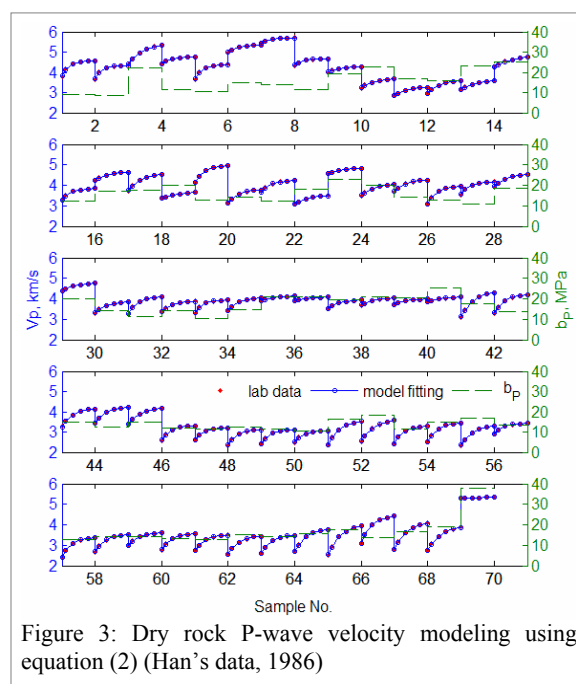 6 40
5 30
4 20
3 10
2 0
2 4 6 8 10 12 14
6 40
5 30
4 20
3 10
2 0
16 18 20 22 24 26 28
6 40
5 30
4 20
3 10
2 0
30 32 34 36 38 40 42
Vp, km/s
bP, MPa
6 40
5 30
4 20
3 10
2 0
lab data model fitting bP
44 46 48 50 52 54 56
6 40
5 30
4 20
3 10
2 0
58 60 62 64 66 68 70
Sample No.
Figure 3: Dry rock P-wave velocity modeling using
equation (2) (Han's data, 1986)